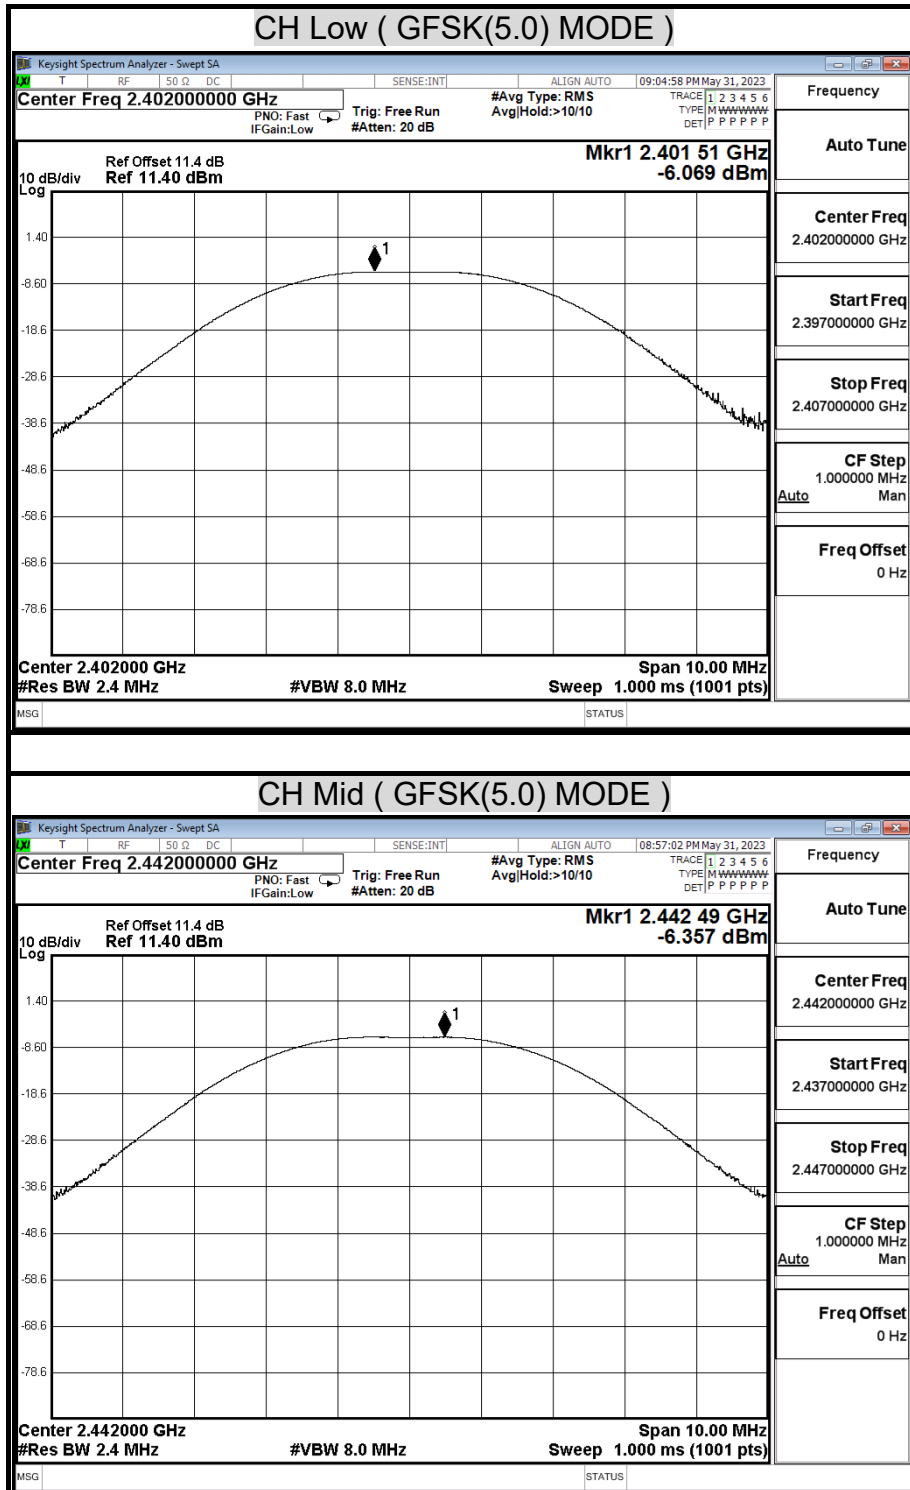 CH Low ( GFSK(5.0) MODE )
Keysight Spectrum Analyzer - Swept SA
LXI T RF 50 Ω DC SENSE:INT ALIGN AUTO 09:04:58 PM May 31, 2023
Center Freq 2.402000000 GHz
PNO: Fast
IFGain:Low
Trig: Free Run
#Atten: 20 dB
#Avg Type: RMS
Avg|Hold:>10/10
TRACE 1 2 3 4 5 6
TYPE M WWWWW
DET P P P P P P
Frequency
Ref Offset 11.4 dB
10 dB/div Ref 11.40 dBm
Log
Mkr1 2.401 51 GHz
-6.069 dBm
1.40
-8.60
-18.6
-28.6
-38.6
-48.6
-58.6
-68.6
-78.6
1
Center 2.402000 GHz Span 10.00 MHz
#Res BW 2.4 MHz #VBW 8.0 MHz Sweep 1.000 ms (1001 pts)
MSG STATUS
Auto Tune
Center Freq
2.402000000 GHz
Start Freq
2.397000000 GHz
Stop Freq
2.407000000 GHz
CF Step
1.000000 MHz
Auto Man
Freq Offset
0 Hz
CH Mid ( GFSK(5.0) MODE )
Keysight Spectrum Analyzer - Swept SA
LXI T RF 50 Ω DC SENSE:INT ALIGN AUTO 08:57:02 PM May 31, 2023
Center Freq 2.442000000 GHz
PNO: Fast
IFGain:Low
Trig: Free Run
#Atten: 20 dB
#Avg Type: RMS
Avg|Hold:>10/10
TRACE 1 2 3 4 5 6
TYPE M WWWWW
DET P P P P P P
Frequency
Ref Offset 11.4 dB
10 dB/div Ref 11.40 dBm
Log
Mkr1 2.442 49 GHz
-6.357 dBm
1.40
-8.60
-18.6
-28.6
-38.6
-48.6
-58.6
-68.6
-78.6
1
Center 2.442000 GHz Span 10.00 MHz
#Res BW 2.4 MHz #VBW 8.0 MHz Sweep 1.000 ms (1001 pts)
MSG STATUS
Auto Tune
Center Freq
2.442000000 GHz
Start Freq
2.437000000 GHz
Stop Freq
2.447000000 GHz
CF Step
1.000000 MHz
Auto Man
Freq Offset
0 Hz